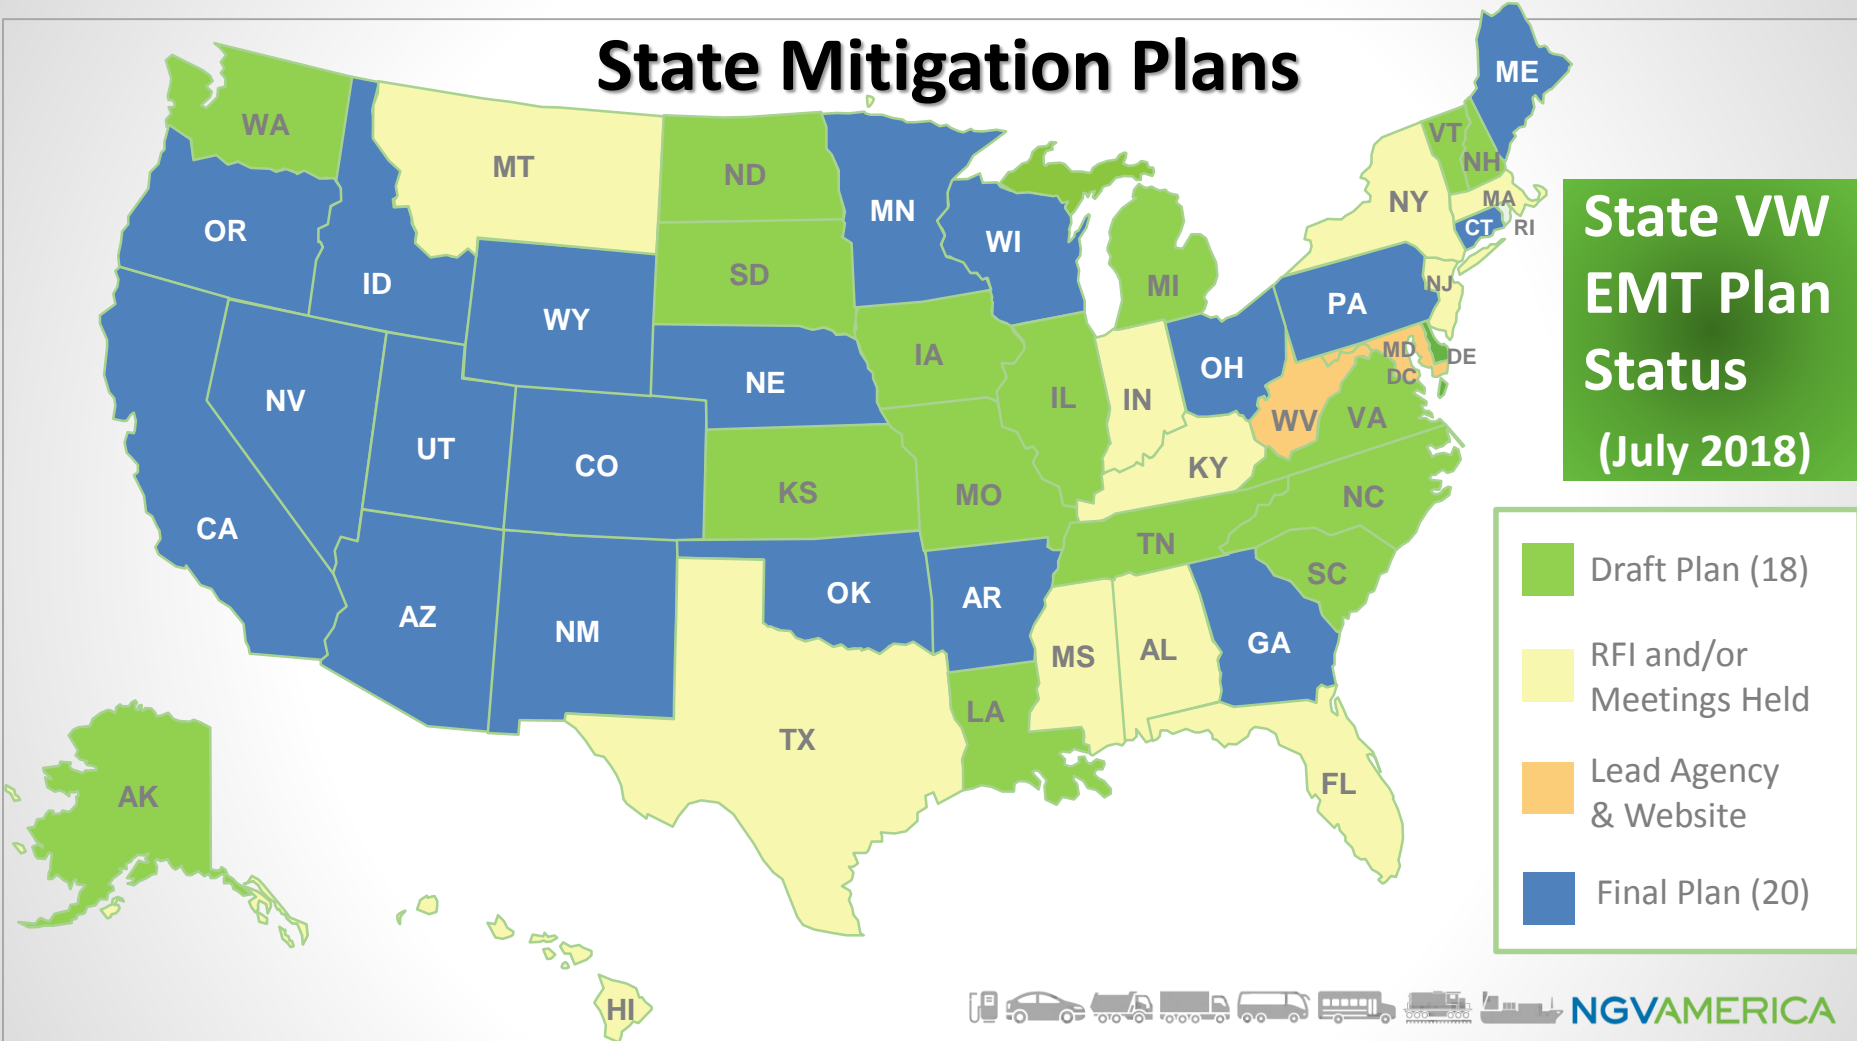 State Mitigation Plans
ME
WA
MT
ND
VT
NH
MN
OR
NY
MA
WI
CT
RI
ID
SD
MI
NJ
WY
PA
IA
MD
DE
OH
DC
NE
NV
IL
IN
WV
VA
UT
CO
KY
KS
MO
NC
CA
TN
SC
OK
AR
AZ
NM
GA
MS
AL
LA
TX
FL
AK
HI
State VW
EMT Plan
Status
(July 2018)
Draft Plan (18)
RFI and/or
Meetings Held
Lead Agency
& Website
Final Plan (20)
NGVAMERICA